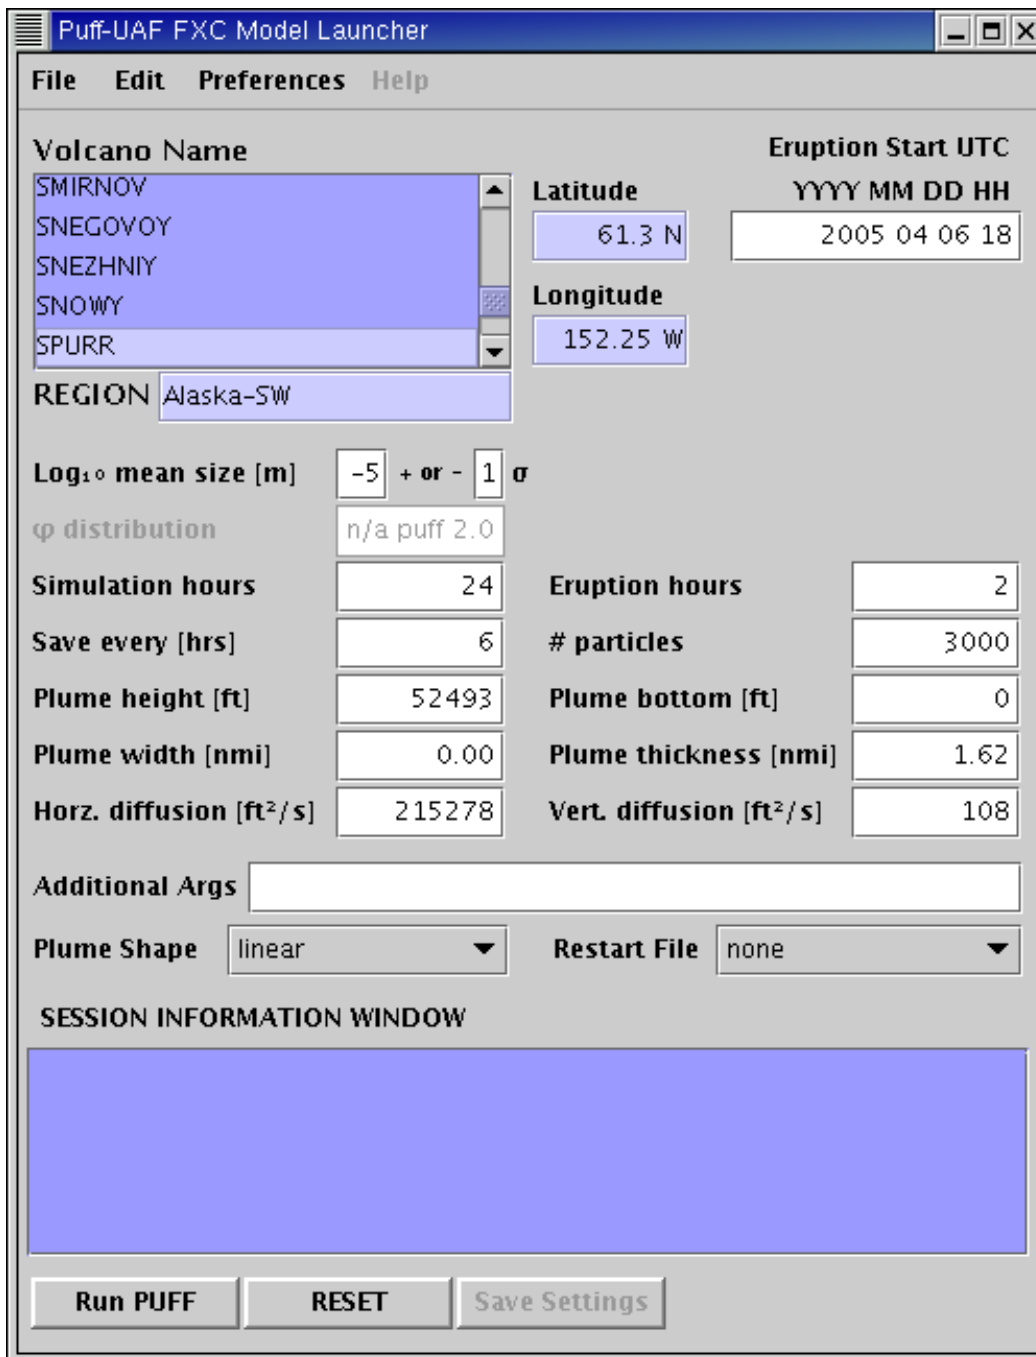 Puff-UAF FXC Model Launcher
File Edit Preferences Help
Volcano Name
Eruption Start UTC
SMIRNOV
SNEGOVOY
SNEZHNIY
SNOWY
SPURR
Latitude
YYYY MM DD HH
61.3 N
2005 04 06 18
Longitude
152.25 W
REGION Alaska-SW
Log₁₀ mean size [m] -5 + or - 1 σ
φ distribution n/a puff 2.0
Simulation hours 24 Eruption hours 2
Save every [hrs] 6 # particles 3000
Plume height [ft] 52493 Plume bottom [ft] 0
Plume width [nmi] 0.00 Plume thickness [nmi] 1.62
Horz. diffusion [ft²/s] 215278 Vert. diffusion [ft²/s] 108
Additional Args
Plume Shape linear Restart File none
SESSION INFORMATION WINDOW
Run PUFF RESET Save Settings